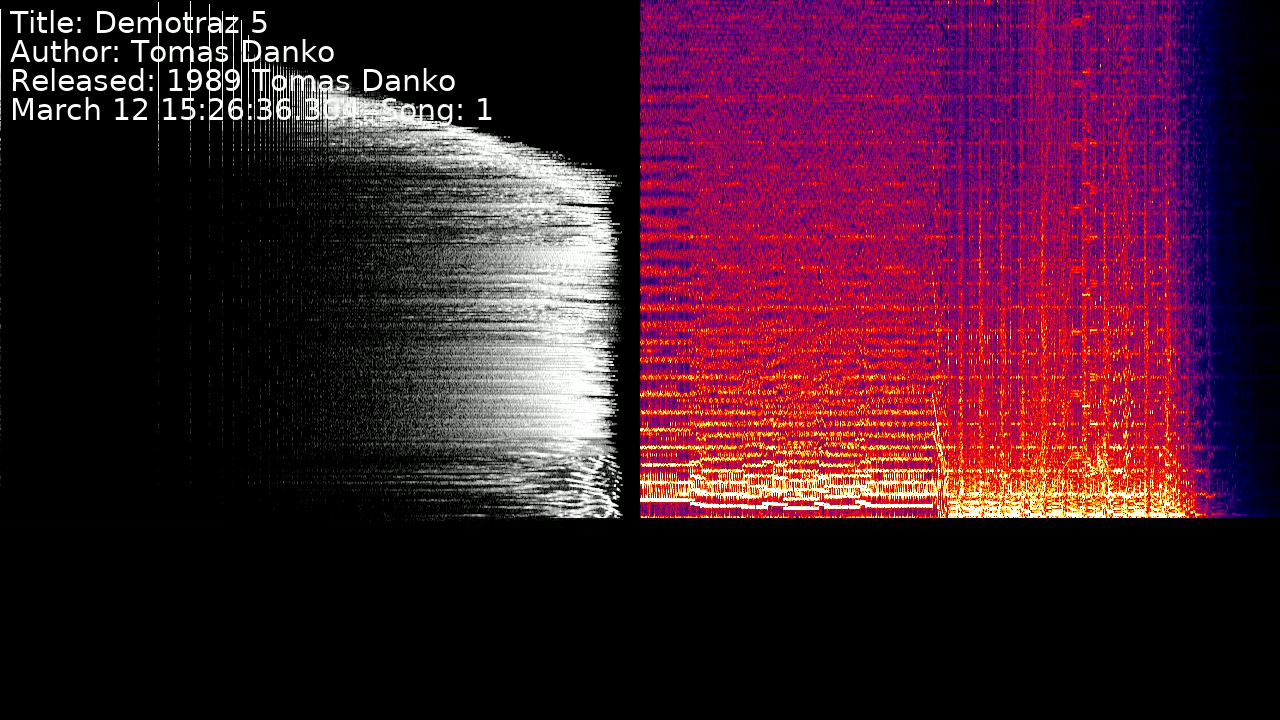 Title: Demotraz 5
Author: Tomas Danko
Released: 1989 Tomas Danko
March 12 15:26:36 Song: 1